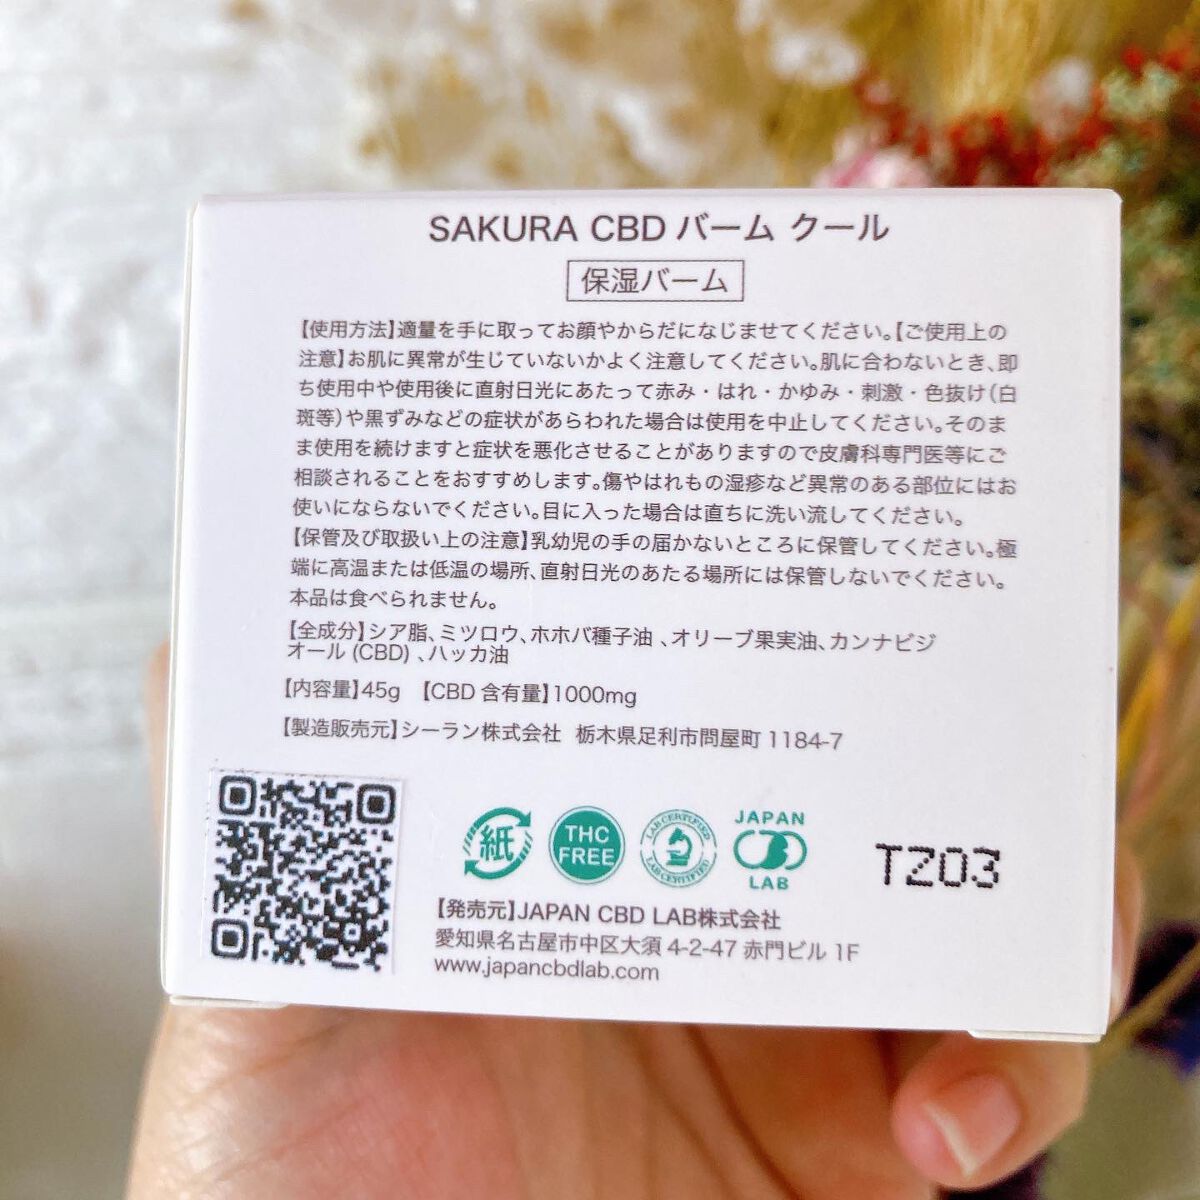 SAKURA CBD バーム クール
保湿バーム
【使用方法】適量を手に取ってお顔やからだになじませてください。【ご使用上の
注意】お肌に異常が生じていないかよく注意してください。肌に合わないとき、即
ち使用中や使用後に直射日光にあたって赤み・はれ・かゆみ・刺激・色抜け(白
斑等)や黒ずみなどの症状があらわれた場合は使用を中止してください。そのま
ま使用を続けますと症状を悪化させることがありますので皮膚科専門医等にご
相談されることをおすすめします。傷やはれもの湿疹など異常のある部位にはお
使いにならないでください。目に入った場合は直ちに洗い流してください。
【保管及び取扱い上の注意】乳幼児の手の届かないところに保管してください。極
端に高温または低温の場所、直射日光のあたる場所には保管しないでください。
本品は食べられません。
【全成分】シア脂、ミツロウ、ホホバ種子油 、オリーブ果実油、カンナビジ
オール (CBD) 、ハッカ油
【内容量】45g 【CBD 含有量】1000mg
【製造販売元】シーラン株式会社 栃木県足利市問屋町 1184-7
紙
THC
FREE
LAB CERTIFIED
LAB CERTIFIED
JAPAN
LAB
TZ03
【発売元】JAPAN CBD LAB株式会社
愛知県名古屋市中区大須 4-2-47 赤門ビル 1F
www.japancbdlab.com